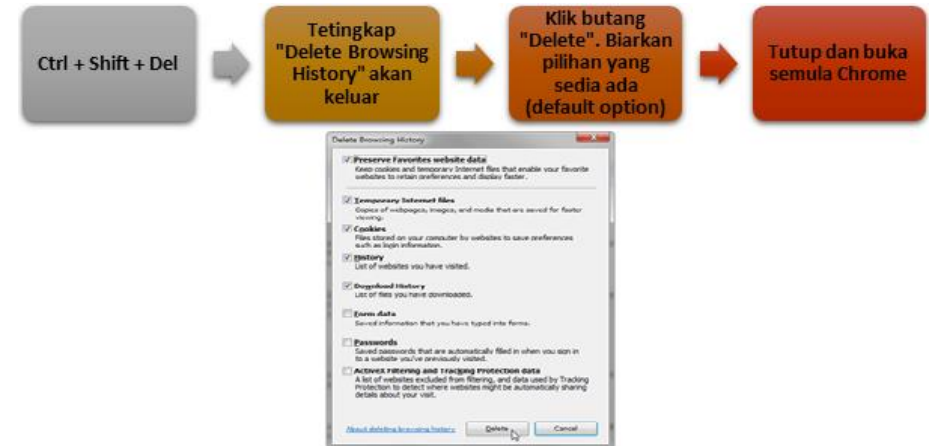 Ctrl + Shift + Del
Tetingkap
"Delete Browsing
History" akan
keluar
Klik butang
"Delete". Biarkan
pilihan yang
sedia ada
(default option)
Tutup dan buka
semula Chrome
Delete Browsing History
Preserve Favorites website data
Keep cookies and temporary Internet files that enable your favorite
websites to retain preferences and display faster.
Temporary Internet files
Copies of webpages, images, and media that are saved for faster
viewing.
Cookies
Files stored on your computer by websites to save preferences
such as login information.
History
List of websites you have visited.
Download History
List of files you have downloaded.
Form data
Saved information that you have typed into forms.
Passwords
Saved passwords that are automatically filled in when you sign in
to a website you've previously visited.
ActiveX Filtering and Tracking Protection data
A list of websites excluded from filtering, and data used by Tracking
Protection to detect where websites might be automatically sharing
details about your visit.
About deleting browsing history
Delete
Cancel